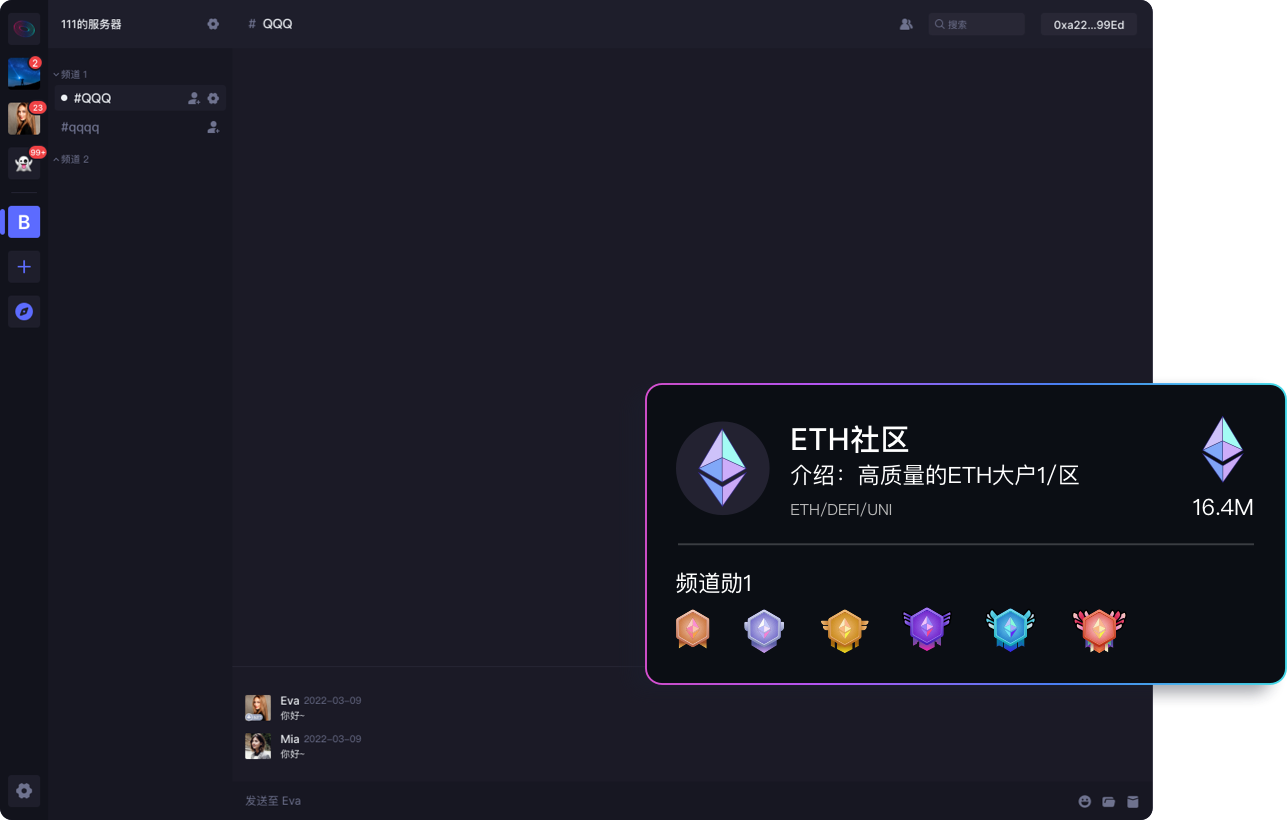 111的服务器
# QQQ
搜索
0xa22...99Ed
2
23
99+
B
频道 1
#QQQ
#qqqq
频道 2
ETH社区
介绍：高质量的ETH大户1/区
ETH/DEFI/UNI
16.4M
频道勋1
Eva 2022-03-09
你好~
Mia 2022-03-09
你好~
发送至 Eva